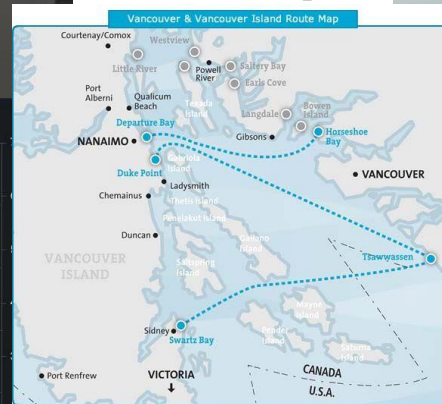 Vancouver & Vancouver Island Route Map
Courtenay/Comox
Westview
Little River
Powell
River
Saltery Bay
Earls Cove
Port
Alberni
Qualicum
Beach
Texada
Island
Langdale
Bowen
Island
Departure Bay
Horseshoe
Bay
NANAIMO
Gibsons
Gabriola
Island
Duke Point
VANCOUVER
Ladysmith
Chemainus
Thetis Island
Penelakut Island
Duncan
Galiano
Island
Tsawwassen
VANCOUVER
ISLAND
Saltspring
Island
Mayne
Island
Sidney
Swartz Bay
Pender
Island
Saturna
Island
Port Renfrew
VICTORIA
CANADA
U.S.A.